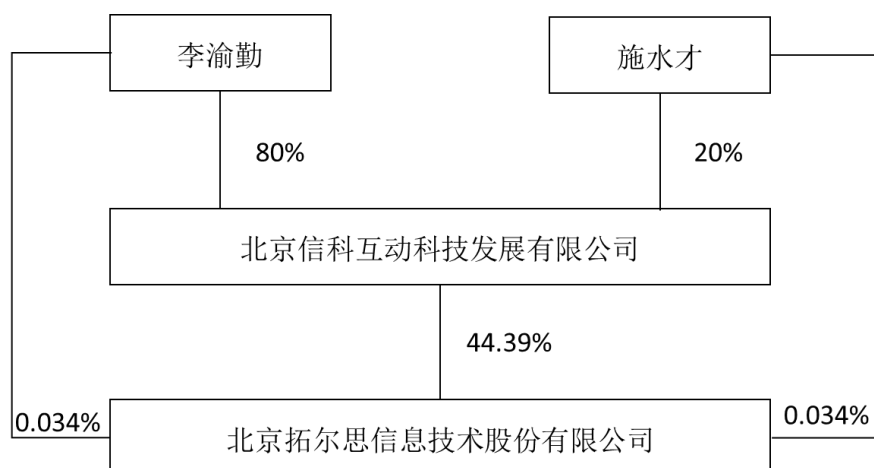 李渝勤
施水才
80%
20%
北京信科互动科技发展有限公司
44.39%
0.034%
0.034%
北京拓尔思信息技术股份有限公司